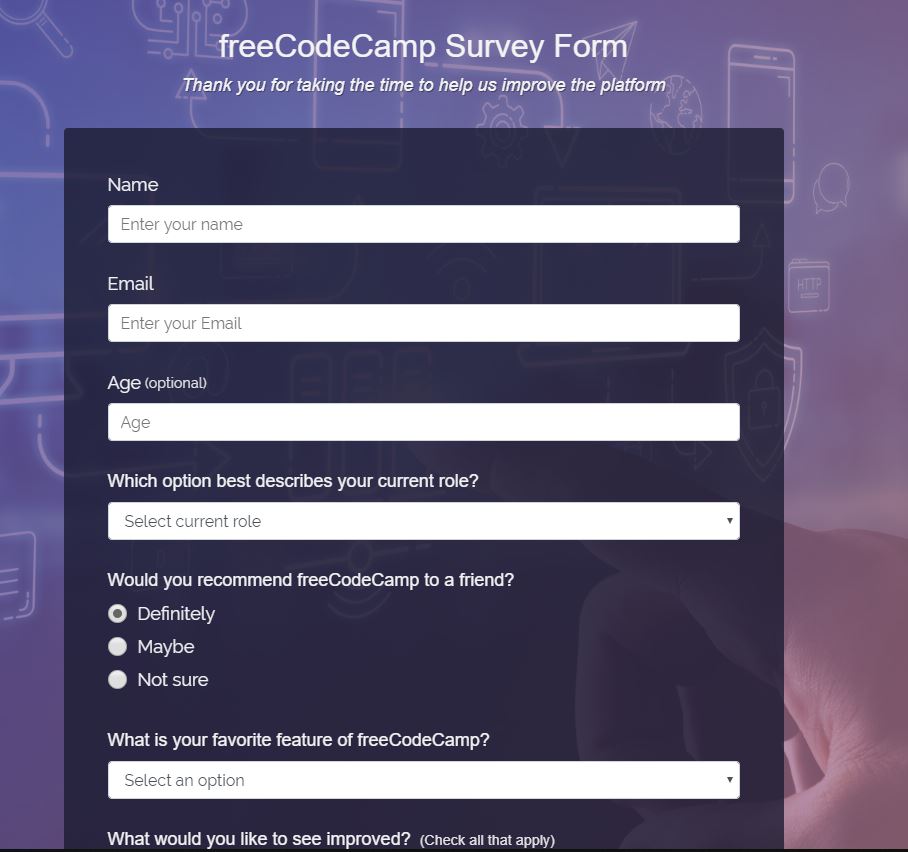 freeCodeCamp Survey Form
Thank you for taking the time to help us improve the platform
Name
Enter your name
Email
Enter your Email
HTTP
Age (optional)
Age
Which option best describes your current role?
Select current role
Would you recommend freeCodeCamp to a friend?
Definitely
Maybe
Not sure
What is your favorite feature of freeCodeCamp?
Select an option
What would you like to see improved? (Check all that apply)